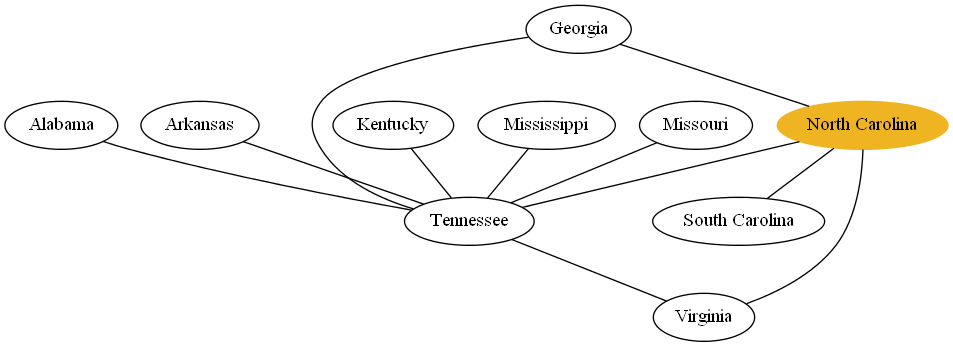 Georgia
Alabama
Arkansas
Kentucky
Mississippi
Missouri
North Carolina
Tennessee
South Carolina
Virginia